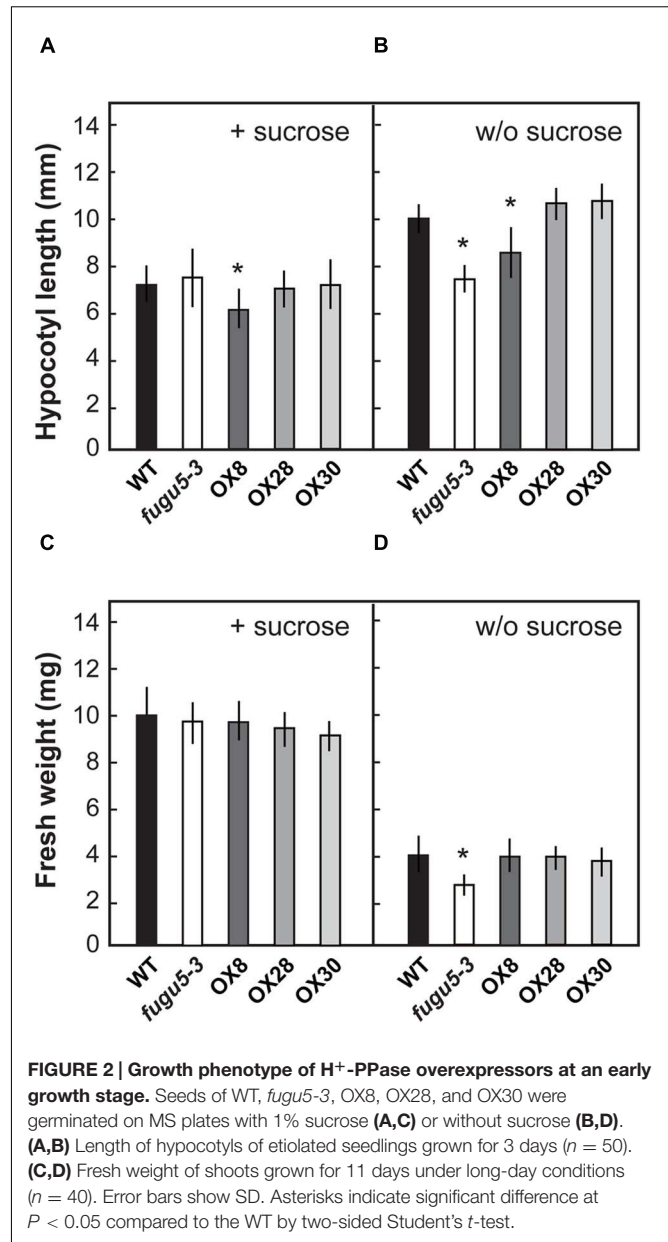 A
B
Hypocotyl length (mm)
14
12
10
8
6
4
2
0
+ sucrose
w/o sucrose
*
*
*
WT
fugu5-3
OX8
OX28
OX30
WT
fugu5-3
OX8
OX28
OX30
C
D
Fresh weight (mg)
14
12
10
8
6
4
2
0
+ sucrose
w/o sucrose
*
WT
fugu5-3
OX8
OX28
OX30
WT
fugu5-3
OX8
OX28
OX30
FIGURE 2 | Growth phenotype of H⁺-PPase overexpressors at an early
growth stage. Seeds of WT, fugu5-3, OX8, OX28, and OX30 were
germinated on MS plates with 1% sucrose (A,C) or without sucrose (B,D).
(A,B) Length of hypocotyls of etiolated seedlings grown for 3 days (n = 50).
(C,D) Fresh weight of shoots grown for 11 days under long-day conditions
(n = 40). Error bars show SD. Asterisks indicate significant difference at
P < 0.05 compared to the WT by two-sided Student's t-test.